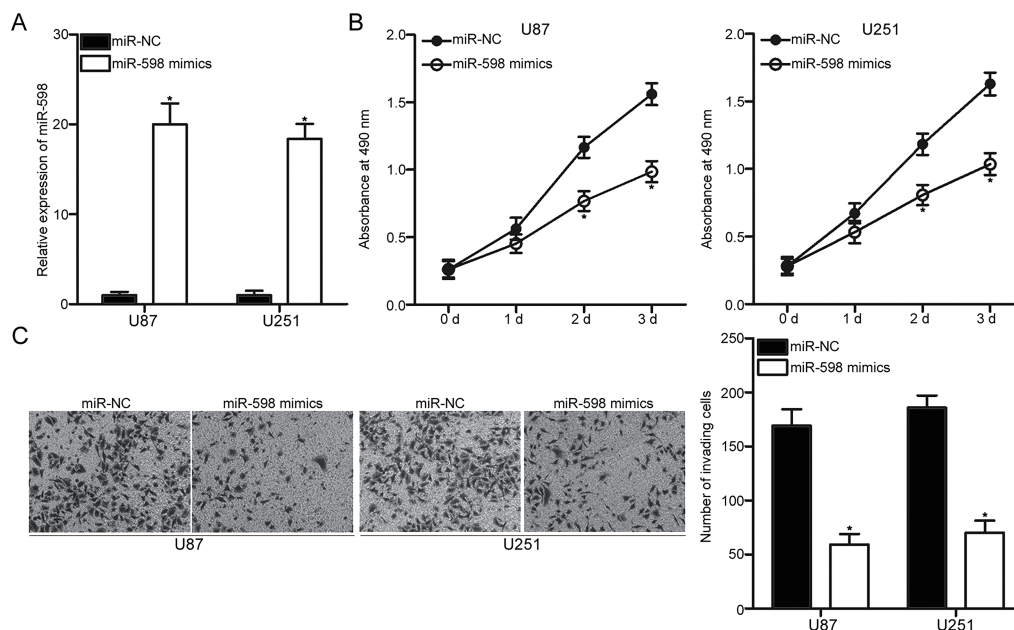 A
Relative expression of miR-598
30
20
10
0
miR-NC
miR-598 mimics
*
*
U87
U251
B
U87
Absorbance at 490 nm
2.0
1.5
1.0
0.5
0.0
miR-NC
miR-598 mimics
*
*
0 d
1 d
2 d
3 d
U251
Absorbance at 490 nm
2.0
1.5
1.0
0.5
0.0
miR-NC
miR-598 mimics
*
*
0 d
1 d
2 d
3 d
C
miR-NC
miR-598 mimics
miR-NC
miR-598 mimics
U87
U251
Number of invading cells
250
200
150
100
50
0
miR-NC
miR-598 mimics
*
*
U87
U251